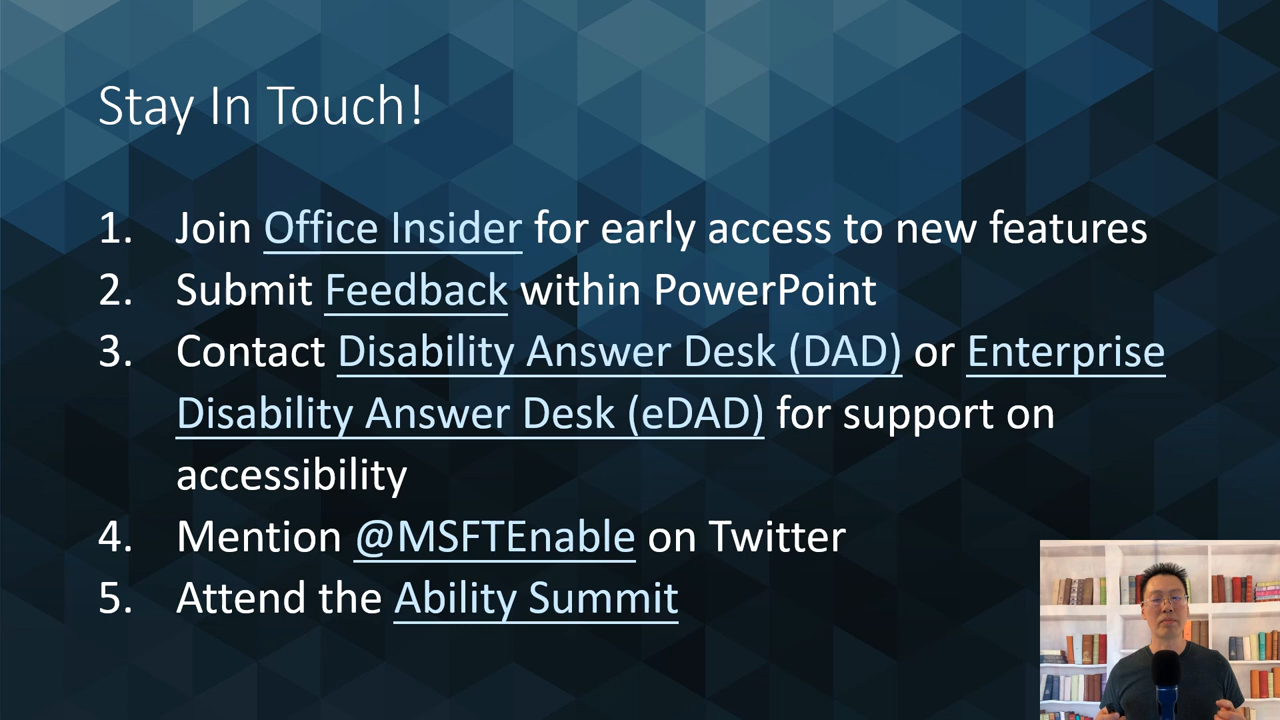 Stay In Touch!
1. Join Office Insider for early access to new features
2. Submit Feedback within PowerPoint
3. Contact Disability Answer Desk (DAD) or Enterprise
Disability Answer Desk (eDAD) for support on
accessibility
4. Mention @MSFTEnable on Twitter
5. Attend the Ability Summit